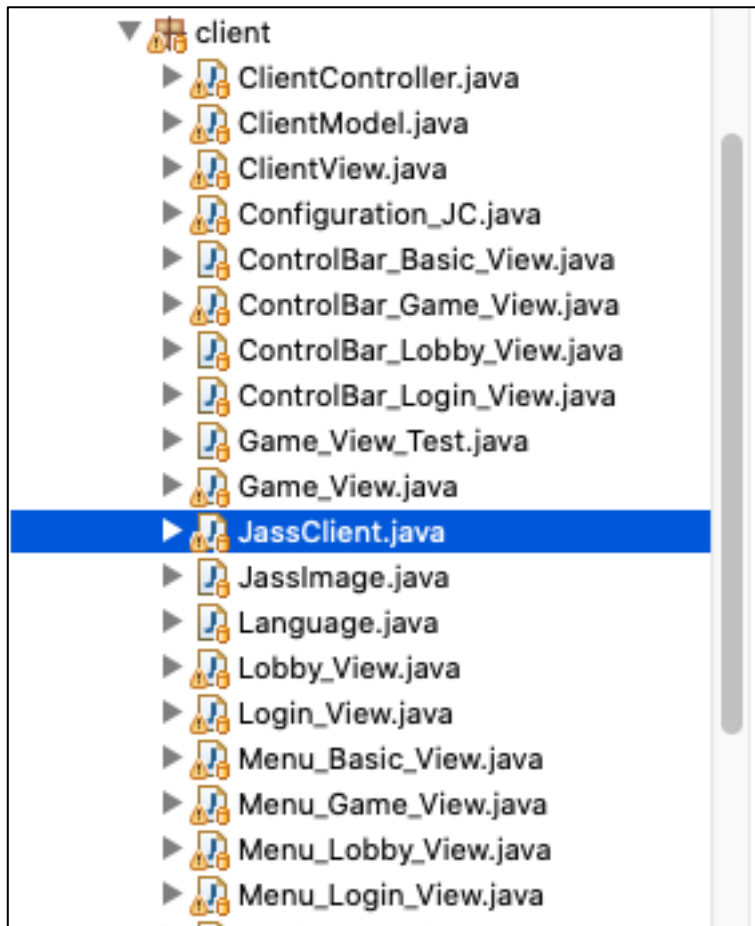 client
ClientController.java
ClientModel.java
ClientView.java
Configuration_JC.java
ControlBar_Basic_View.java
ControlBar_Game_View.java
ControlBar_Lobby_View.java
ControlBar_Login_View.java
Game_View_Test.java
Game_View.java
JassClient.java
JassImage.java
Language.java
Lobby_View.java
Login_View.java
Menu_Basic_View.java
Menu_Game_View.java
Menu_Lobby_View.java
Menu_Login_View.java